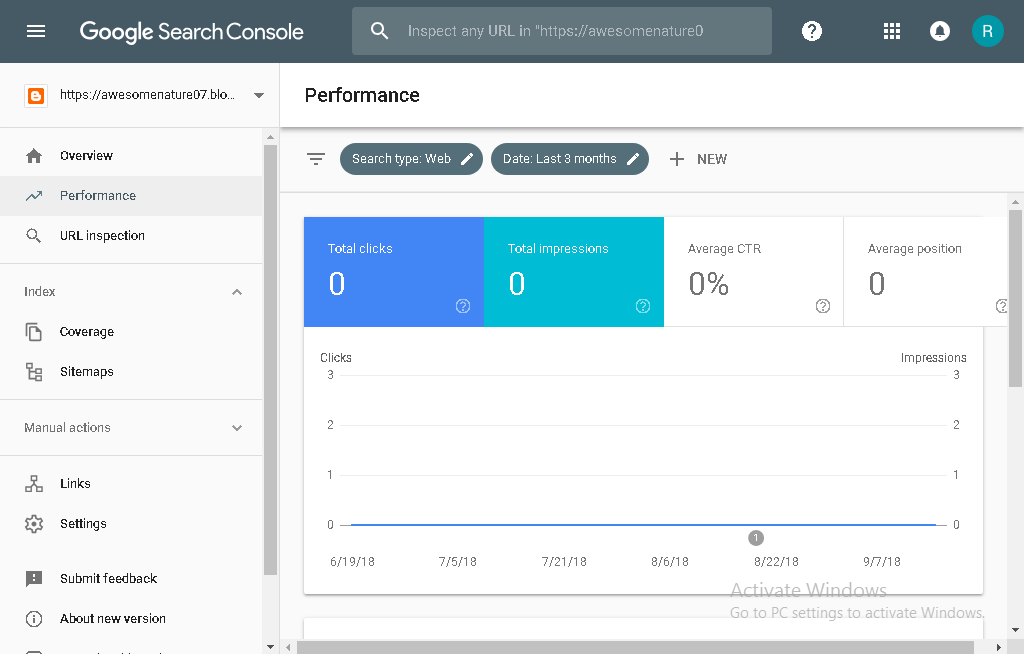 Google Search Console
Inspect any URL in "https://awesomenature0
R
https://awesomenature07.blo...
Performance
Overview
Performance
URL inspection
Index
Coverage
Sitemaps
Manual actions
Links
Settings
Submit feedback
About new version
Search type: Web
Date: Last 3 months
NEW
Total clicks
0
Total impressions
0
Average CTR
0%
Average position
0
Clicks
Impressions
3 3
2 2
1 1
0 0
1
6/19/18 7/5/18 7/21/18 8/6/18 8/22/18 9/7/18
Activate Windows
Go to PC settings to activate Windows.